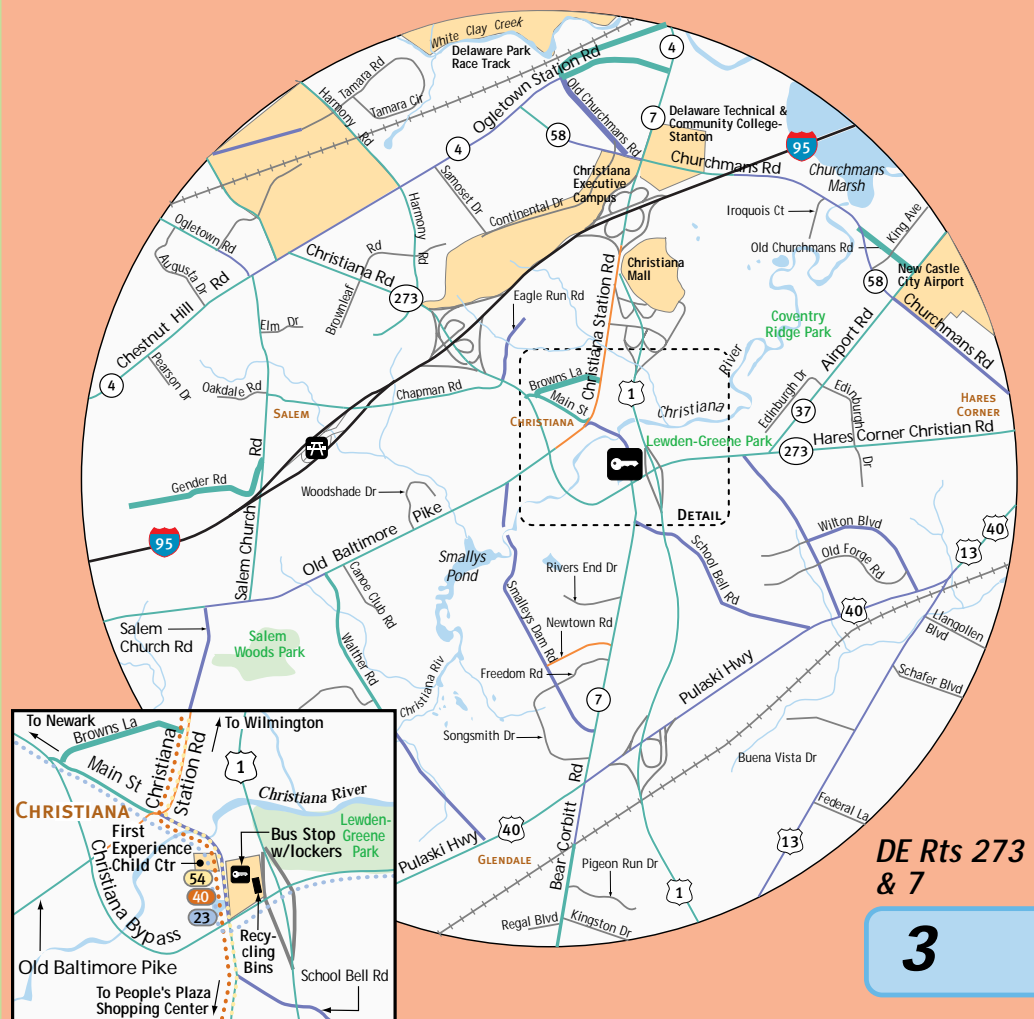 White Clay Creek
Delaware Park
Race Track
Ogletown Station Rd
4
Tamara Rd
Tamara Cir
Harmony Rd
Old Churchmans Rd
7
Delaware Technical &
Community College-
Stanton
95
58
4
Churchmans Rd
Churchmans
Marsh
Samoset Dr
Continental Dr
Christiana
Executive
Campus
Harmony Rd
Iroquois Ct
King Ave
Old Churchmans Rd
Ogletown Rd
Augusta Dr
Christiana Rd
Rd
Brownleaf
273
Christiana
Mall
Christiana Station Rd
58
New Castle
City Airport
Churchmans Rd
Eagle Run Rd
Coventry
Ridge Park
Airport Rd
Elm Dr
Chestnut Hill Rd
4
Pearson Dr
Oakdale Rd
Chapman Rd
Browns La
Main St
1
River
Christiana
Edinburgh Dr
Edinburgh Dr
37
HARES
CORNER
SALEM
CHRISTIANA
Lewden-Greene Park
273
Hares Corner Christian Rd
Gender Rd
Salem Church Rd
Woodshade Dr
Old Baltimore Pike
DETAIL
95
Smallys
Pond
Wilton Blvd
Old Forge Rd
40
13
School Bell Rd
Canoe Club Rd
Rivers End Dr
Smalleys Dam Rd
Newtown Rd
40
Llangollen
Blvd
Salem
Church Rd
Salem
Woods Park
Walther Rd
Christiana Riv
Freedom Rd
7
Pulaski Hwy
Schafer Blvd
Songsmith Dr
Buena Vista Dr
Federal La
13
Pulaski Hwy
40
GLENDALE
Bear Corbitt Rd
Pigeon Run Dr
1
Regal Blvd
Kingston Dr
To Newark
Browns La
Christiana
Station Rd
To Wilmington
1
Main St
CHRISTIANA
Christiana River
First
Experience
Child Ctr
Bus Stop
w/lockers
Lewden-
Greene
Park
54
40
23
Christiana Bypass
Recy-
cling
Bins
Old Baltimore Pike
School Bell Rd
To People's Plaza
Shopping Center
DE Rts 273
& 7
3